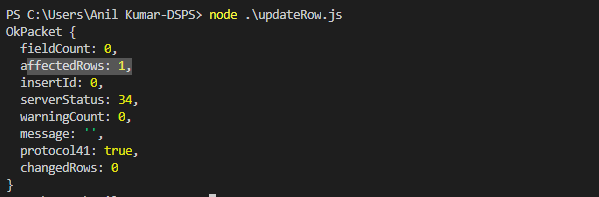 PS C:\Users\Anil Kumar-DSPS> node .\updateRow.js
OkPacket {
  fieldCount: 0,
  affectedRows: 1,
  insertId: 0,
  serverStatus: 34,
  warningCount: 0,
  message: '',
  protocol41: true,
  changedRows: 0
}